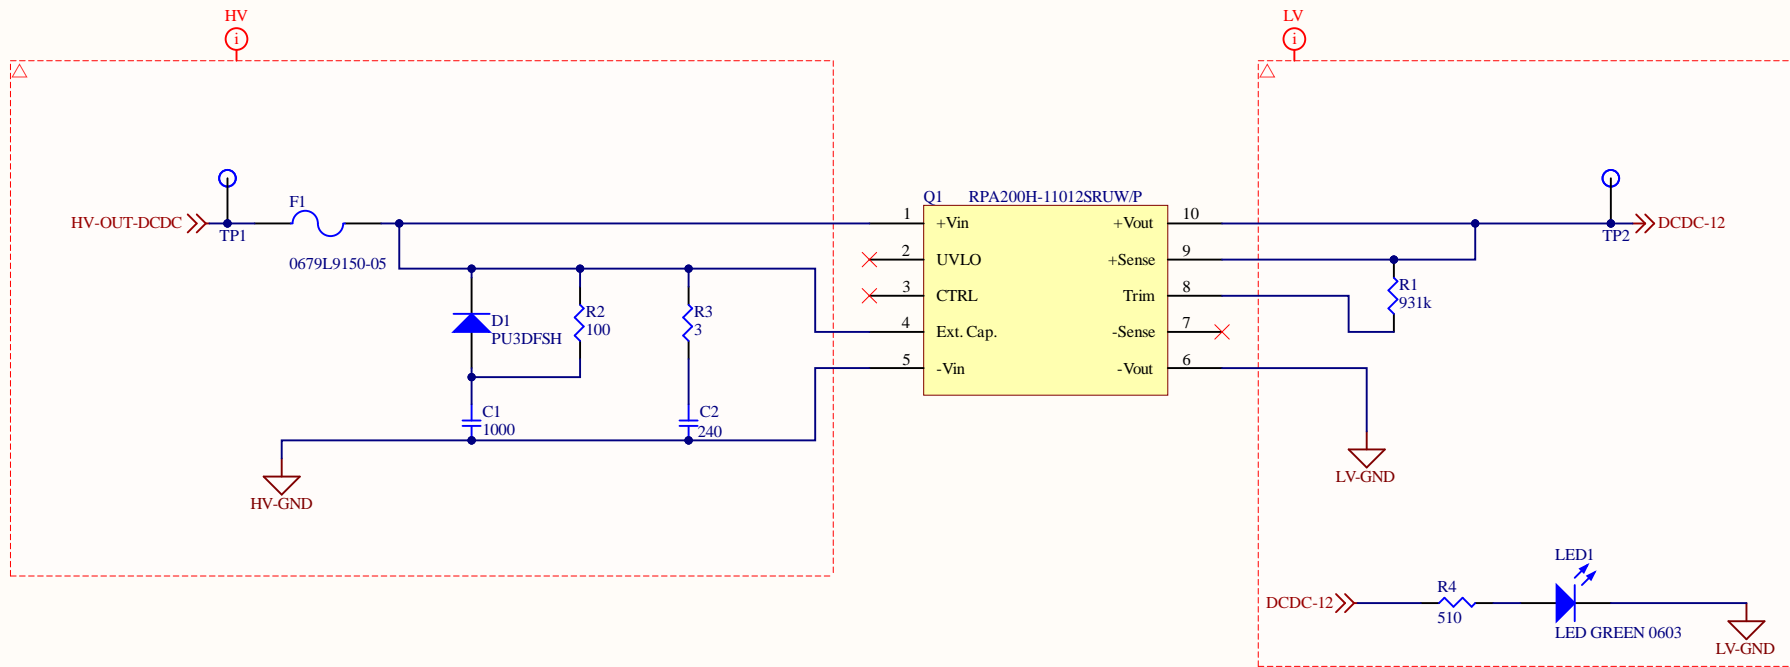 HV
i
LV
i
HV-OUT-DCDC
TP1
F1
0679L9150-05
D1
PU3DFSH
R2
100
R3
3
C1
1000
C2
240
HV-GND
Q1
RPA200H-11012SRUW/P
1
+Vin
2
UVLO
3
CTRL
4
Ext. Cap.
5
-Vin
10
+Vout
9
+Sense
8
Trim
7
-Sense
6
-Vout
R1
931k
TP2
DCDC-12
LV-GND
DCDC-12
R4
510
LED1
LED GREEN 0603
LV-GND